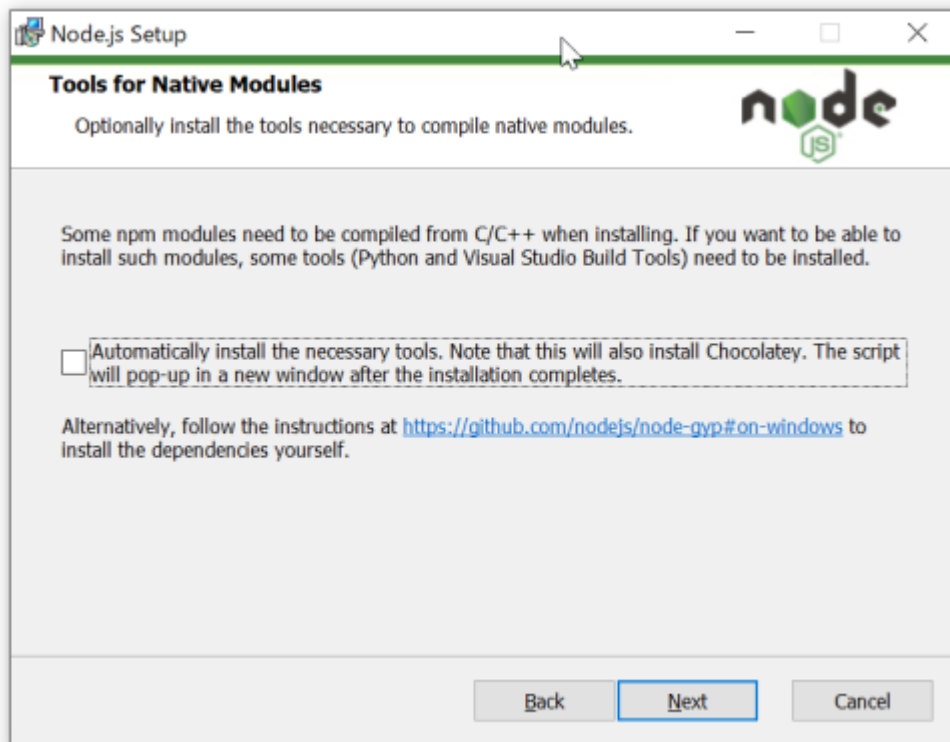 Node.js Setup
Tools for Native Modules
Optionally install the tools necessary to compile native modules.
node
JS
Some npm modules need to be compiled from C/C++ when installing. If you want to be able to
install such modules, some tools (Python and Visual Studio Build Tools) need to be installed.
Automatically install the necessary tools. Note that this will also install Chocolatey. The script
will pop-up in a new window after the installation completes.
Alternatively, follow the instructions at https://github.com/nodejs/node-gyp#on-windows to
install the dependencies yourself.
Back Next Cancel